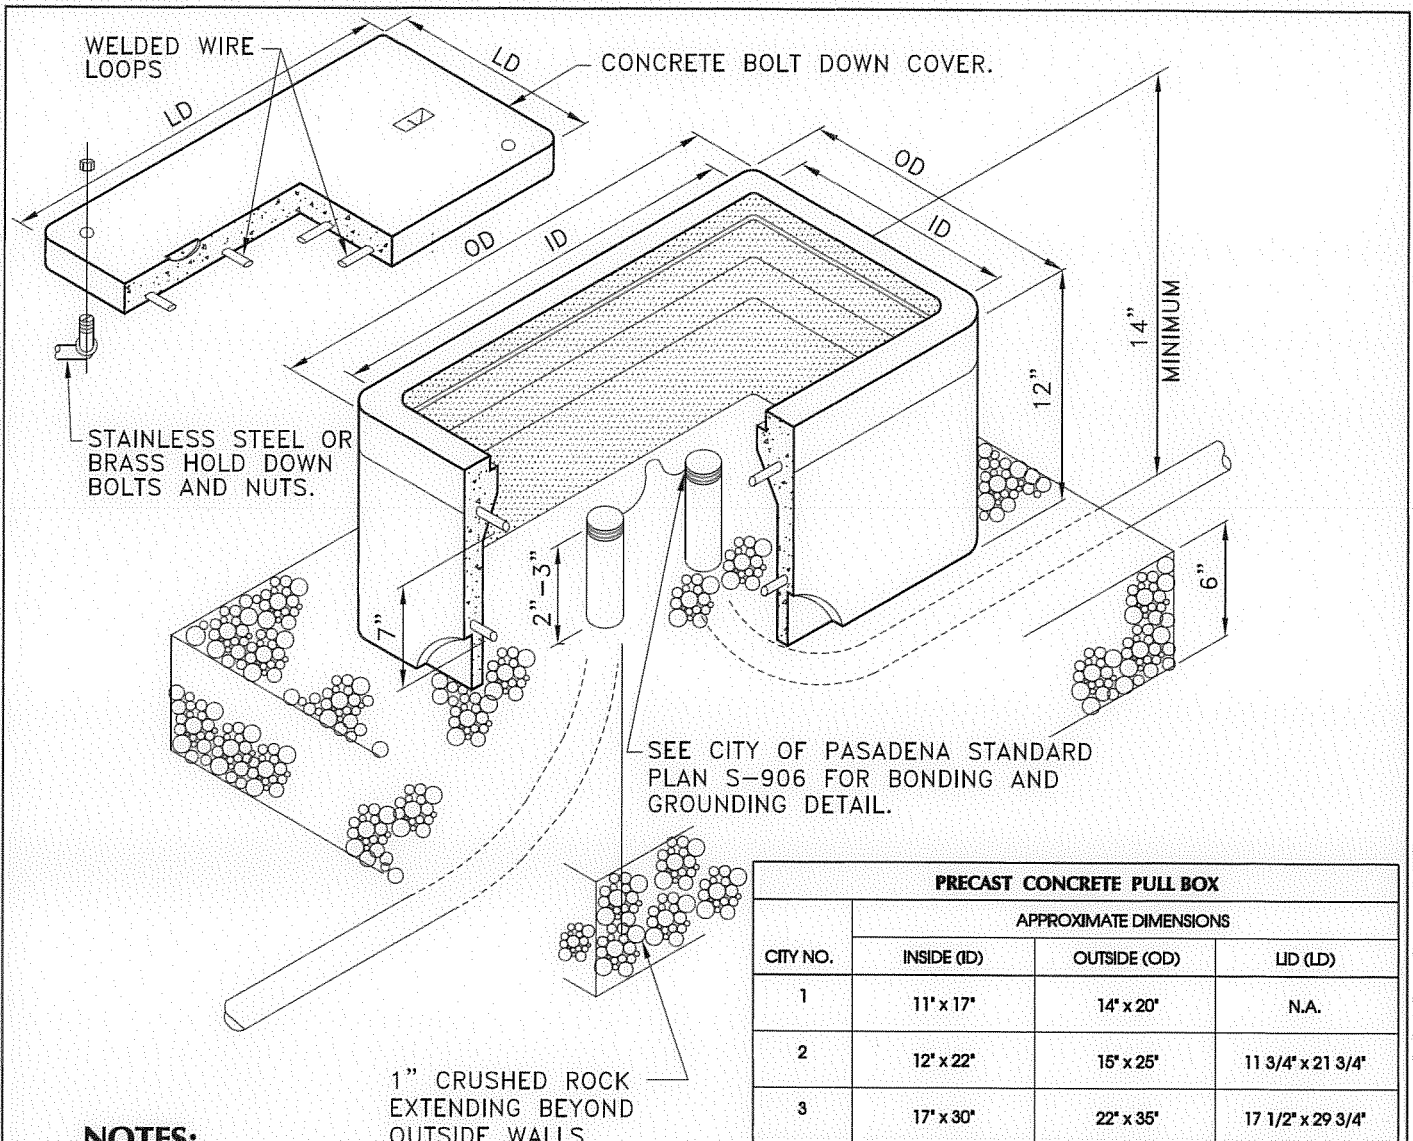 WELDED WIRE
LOOPS
LD
LD
CONCRETE BOLT DOWN COVER.
OD
ID
OD
ID
14"
MINIMUM
12"
STAINLESS STEEL OR
BRASS HOLD DOWN
BOLTS AND NUTS.
7"
2"-3"
6"
SEE CITY OF PASADENA STANDARD
PLAN S-906 FOR BONDING AND
GROUNDING DETAIL.
1" CRUSHED ROCK
EXTENDING BEYOND
OUTSIDE WALLS
NOTES:
PRECAST CONCRETE PULL BOX
APPROXIMATE DIMENSIONS
CITY NO. INSIDE (ID) OUTSIDE (OD) LID (LD)
1 11" x 17" 14" x 20" N.A.
2 12" x 22" 15" x 25" 11 3/4" x 21 3/4"
3 17" x 30" 22" x 35" 17 1/2" x 29 3/4"